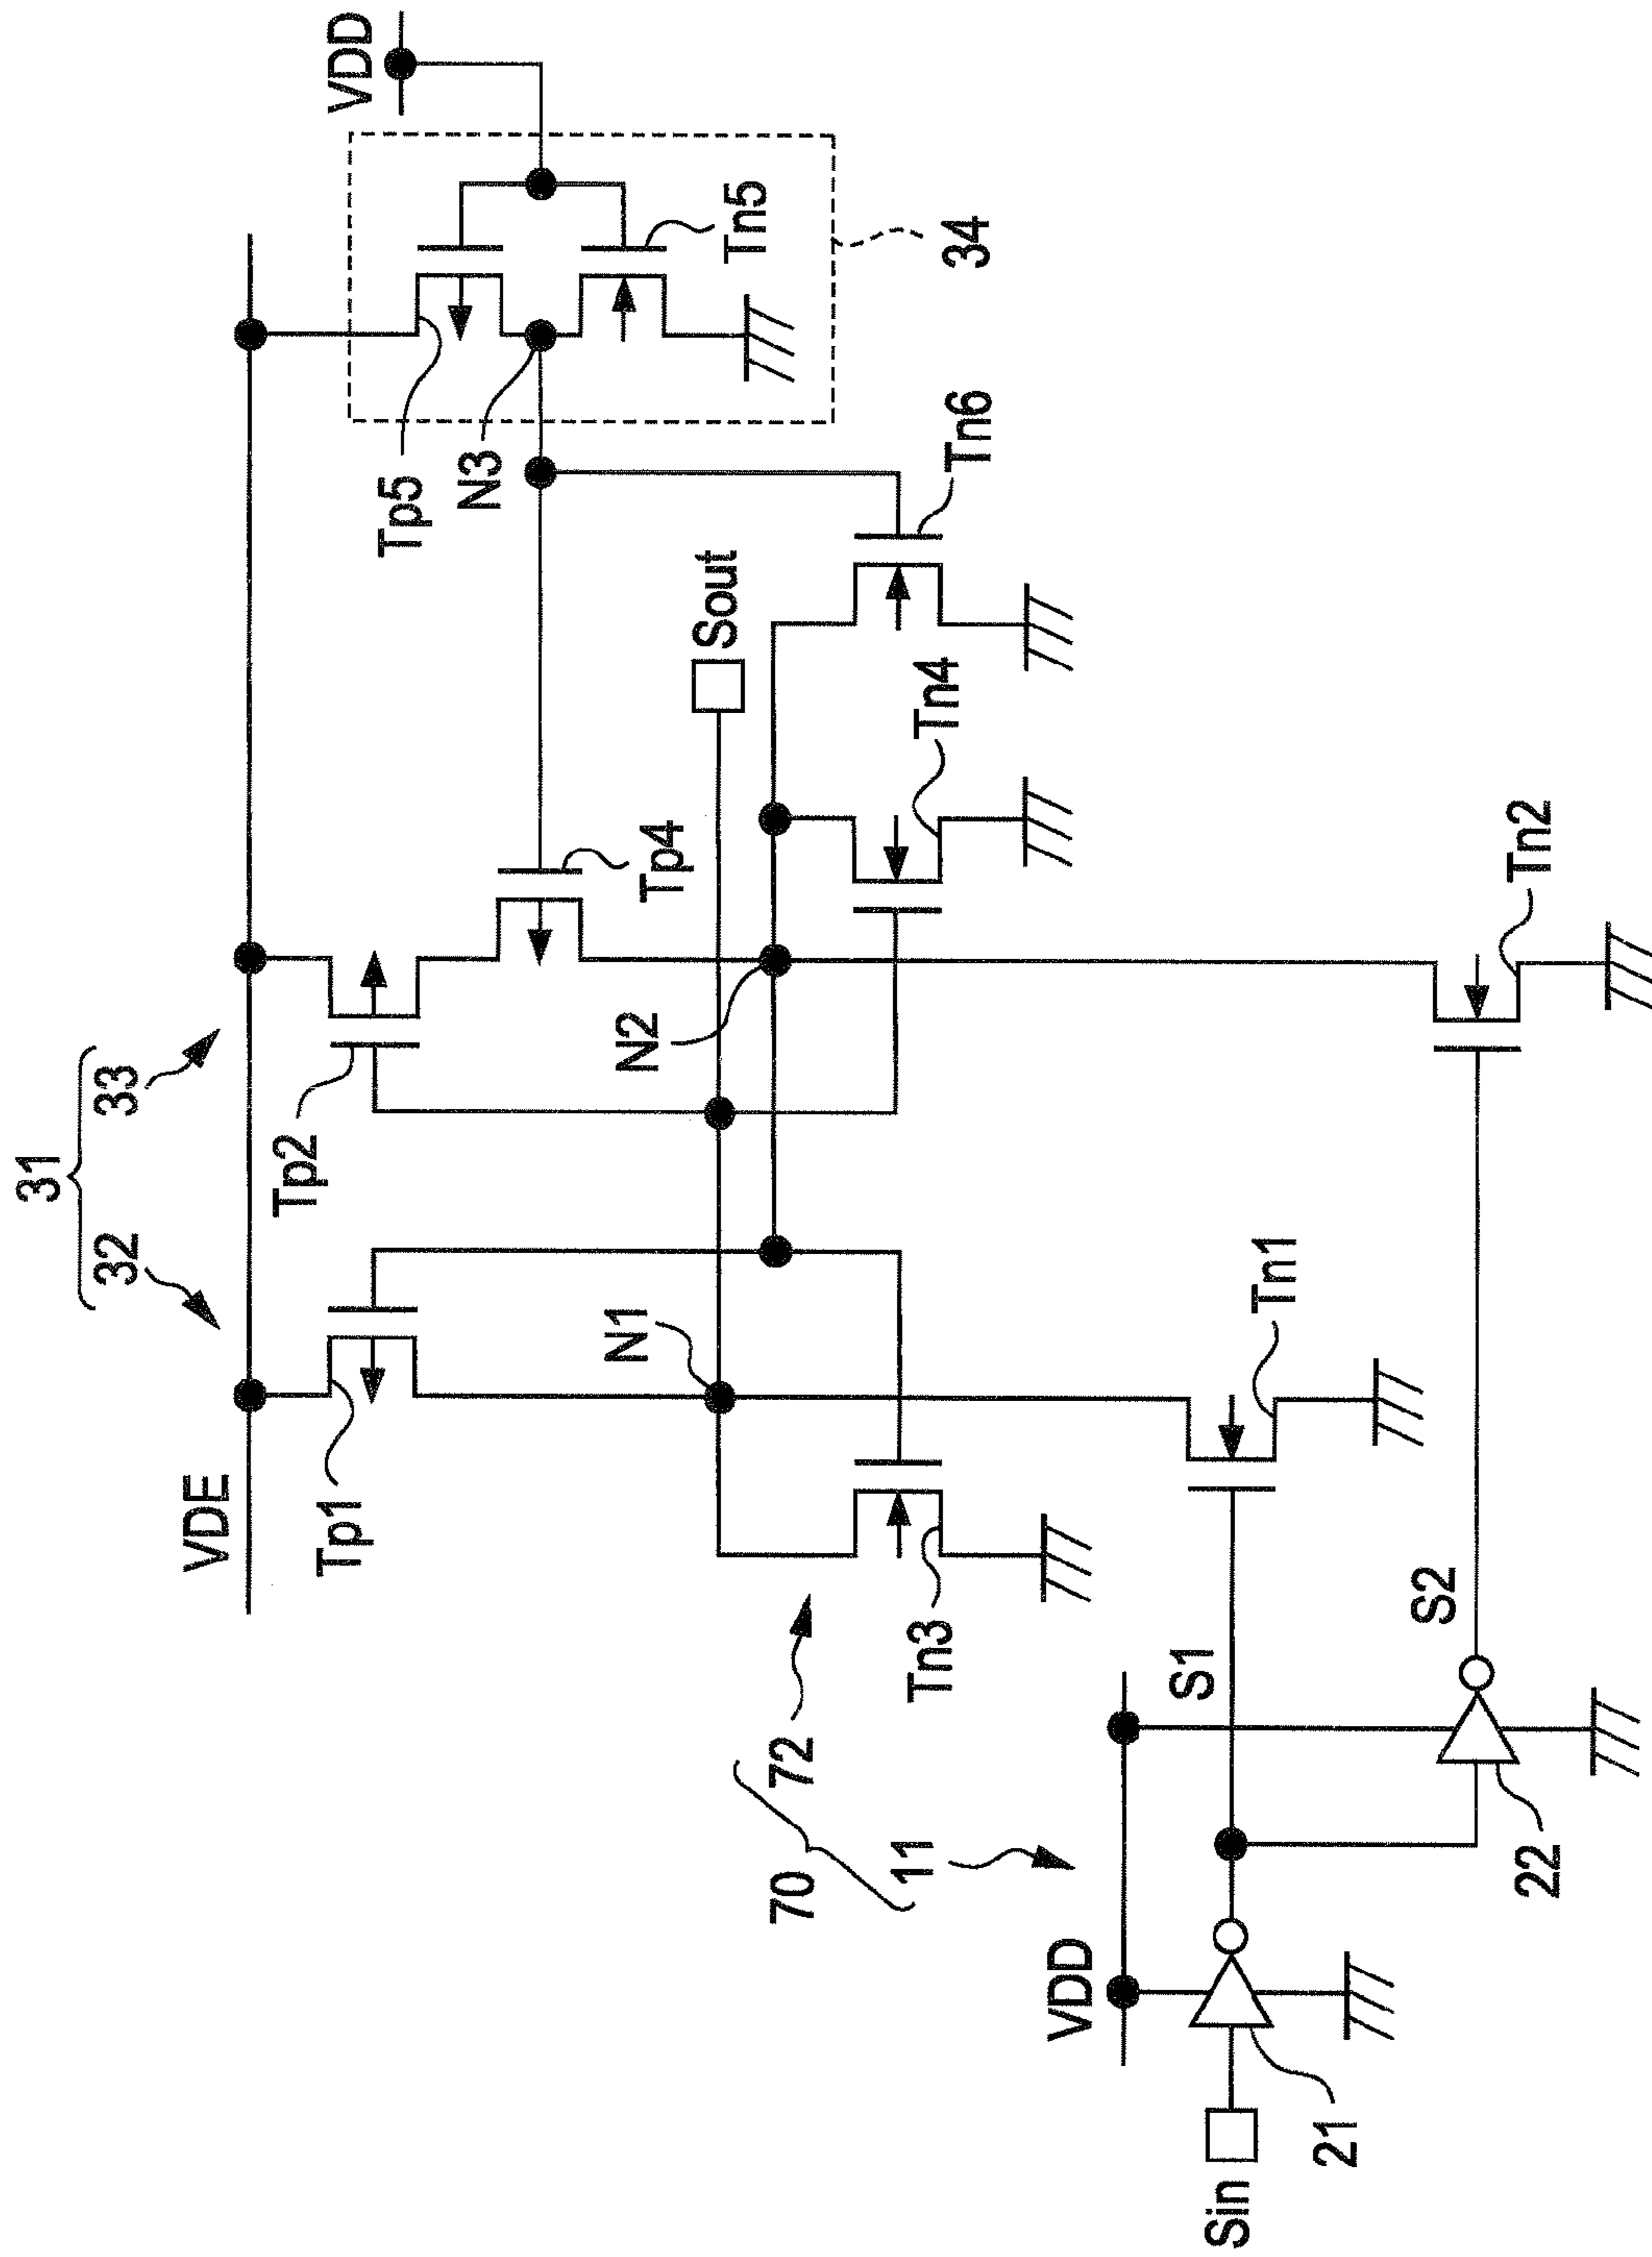 31
32
33
VDE
VDD
Tp1
Tp2
Tp5
N3
34
Tn5
N1
N2
Tp4
Sout
Tn6
Tn4
70
72
11
Tn3
VDD
S1
Tn1
S2
Tn2
Sin
21
22